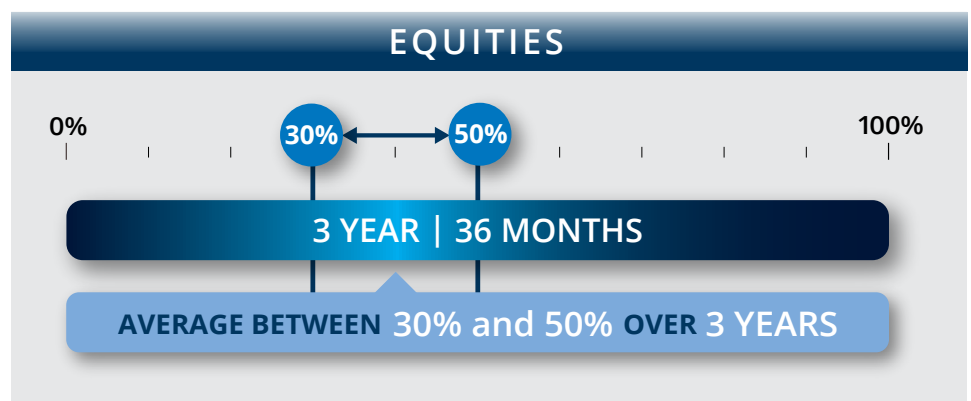 EQUITIES
0% 30% 50% 100%
3 YEAR | 36 MONTHS
AVERAGE BETWEEN 30% and 50% OVER 3 YEARS